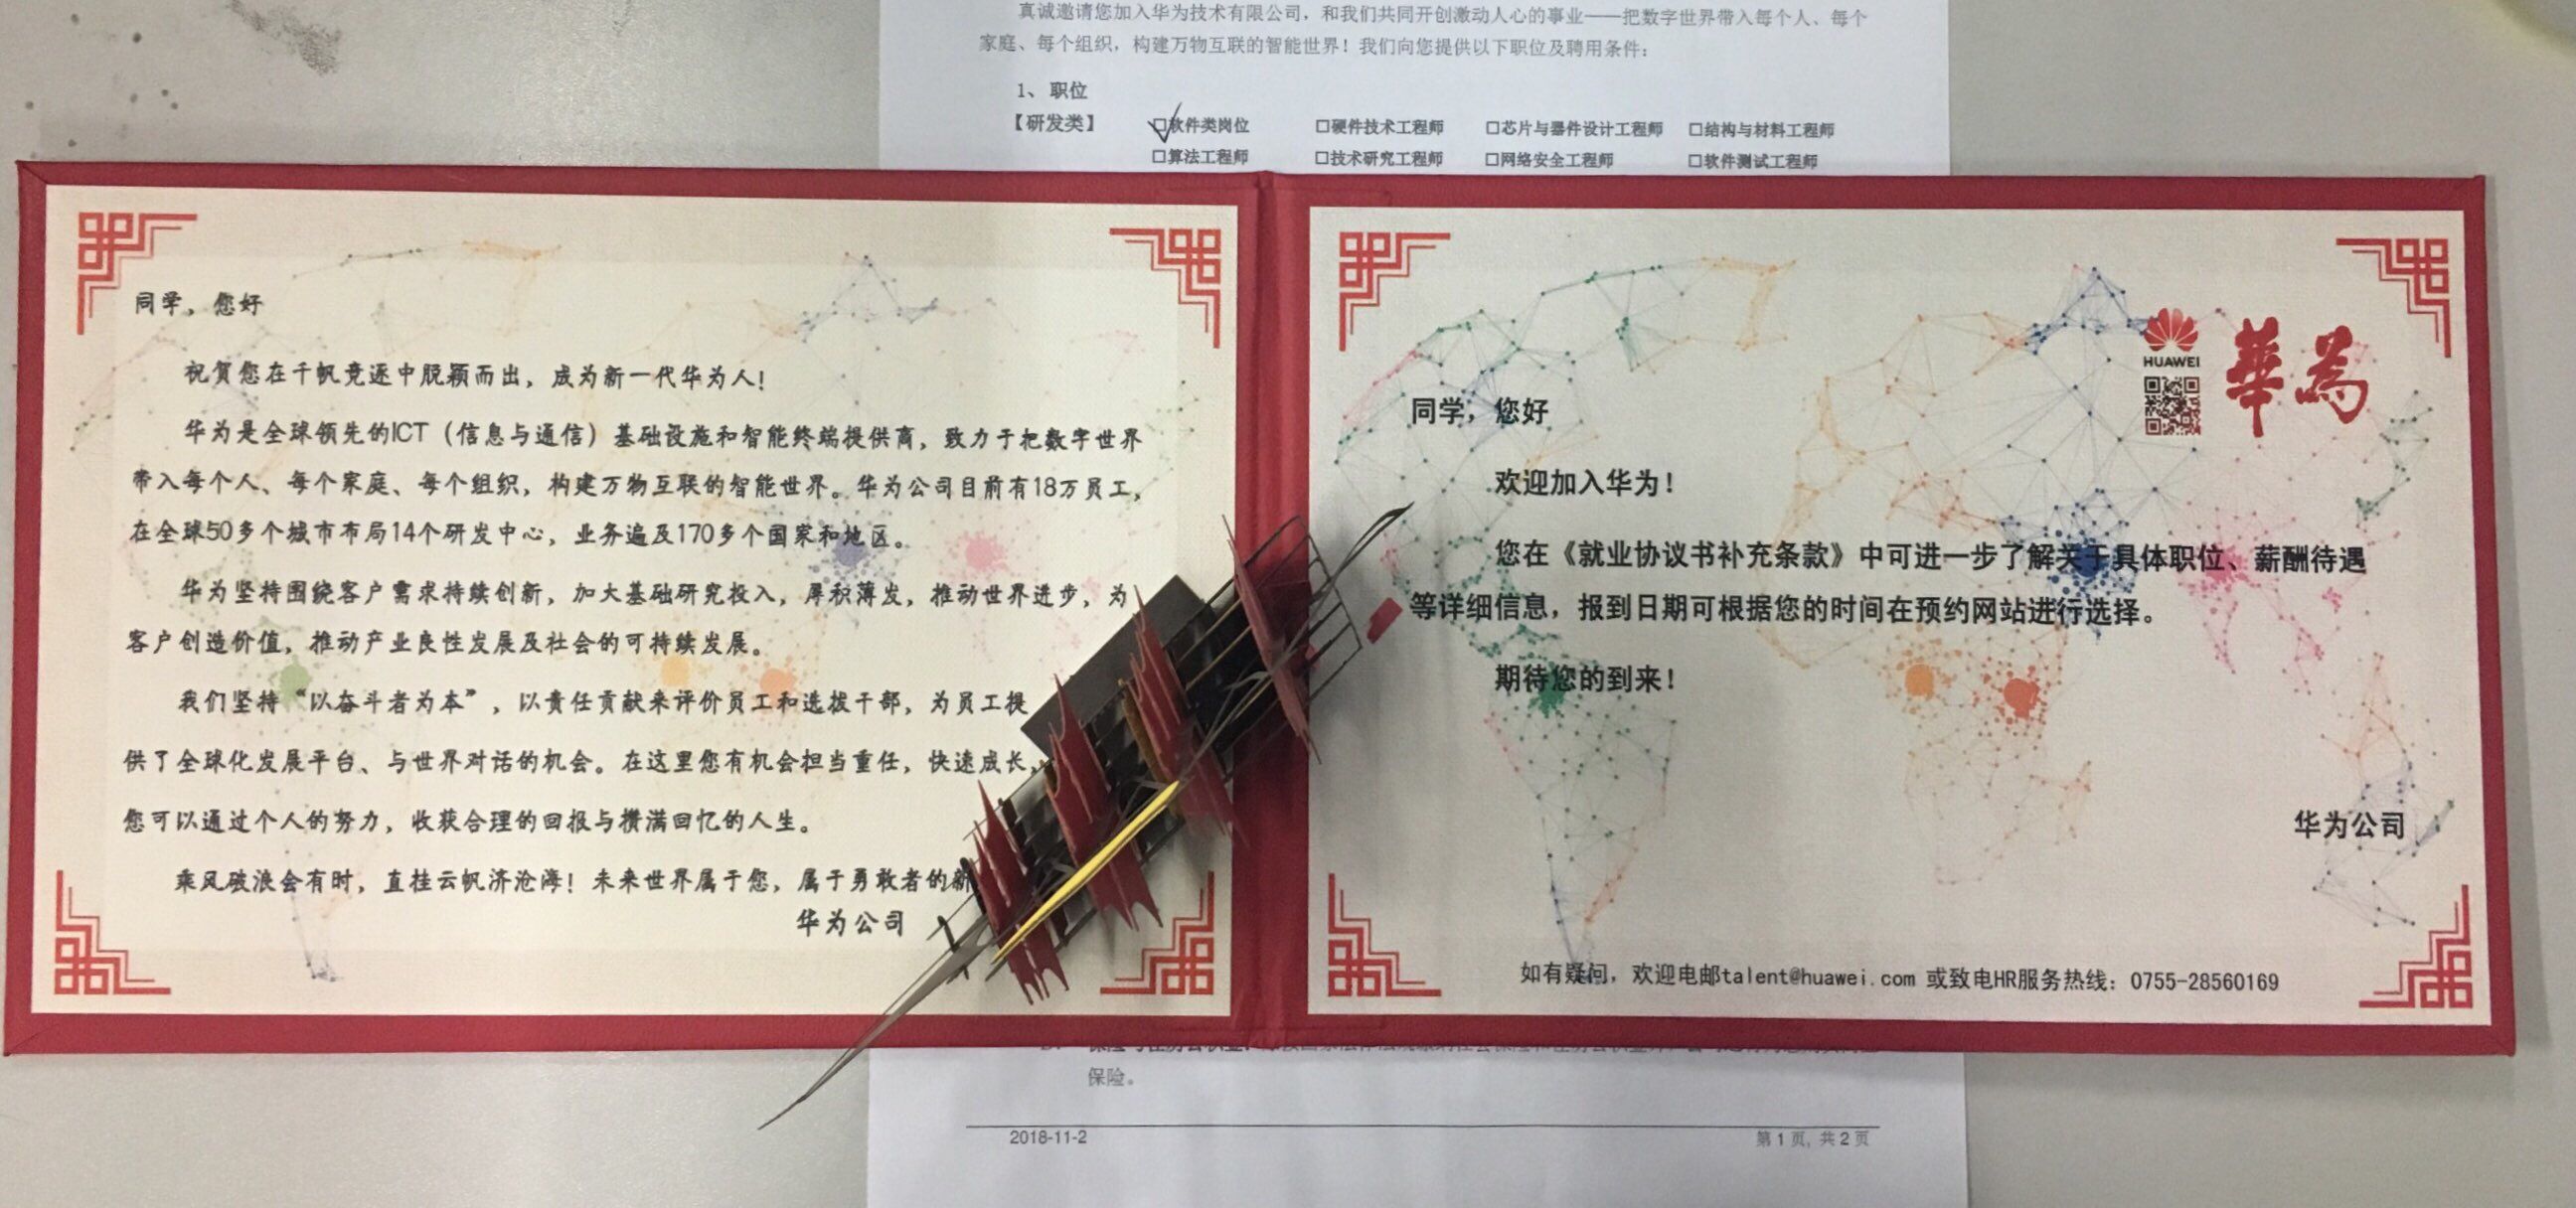 真诚邀请您加入华为技术有限公司，和我们共同开创激动人心的事业——把数字世界带入每个人、每个
家庭、每个组织，构建万物互联的智能世界！我们向您提供以下职位及聘用条件：
1、 职位
【研发类】 □软件类岗位 □硬件技术工程师 □芯片与器件设计工程师 □结构与材料工程师
□算法工程师 □技术研究工程师 □网络安全工程师 □软件测试工程师
同学，您好
祝贺您在千帆竞逐中脱颖而出，成为新一代华为人！
华为是全球领先的ICT（信息与通信）基础设施和智能终端提供商，致力于把数字世界
带入每个人、每个家庭、每个组织，构建万物互联的智能世界。华为公司目前有18万员工，
在全球50多个城市布局14个研发中心，业务遍及170多个国家和地区。
华为坚持围绕客户需求持续创新，加大基础研究投入，厚积薄发，推动世界进步，为
客户创造价值，推动产业良性发展及社会的可持续发展。
我们坚持“以奋斗者为本”，以责任贡献来评价员工和选拔干部，为员工提
供了全球化发展平台、与世界对话的机会。在这里您有机会担当重任，快速成长，
您可以通过个人的努力，收获合理的回报与横满回忆的人生。
乘风破浪会有时，直挂云帆济沧海！未来世界属于您，属于勇敢者的新
华为公司
HUAWEI
華為
同学，您好
欢迎加入华为！
您在《就业协议书补充条款》中可进一步了解关于具体职位、薪酬待遇
等详细信息，报到日期可根据您的时间在预约网站进行选择。
期待您的到来！
华为公司
如有疑问，欢迎电邮talent@huawei.com 或致电HR服务热线：0755-28560169
保险。
2018-11-2
第 1 页, 共 2 页